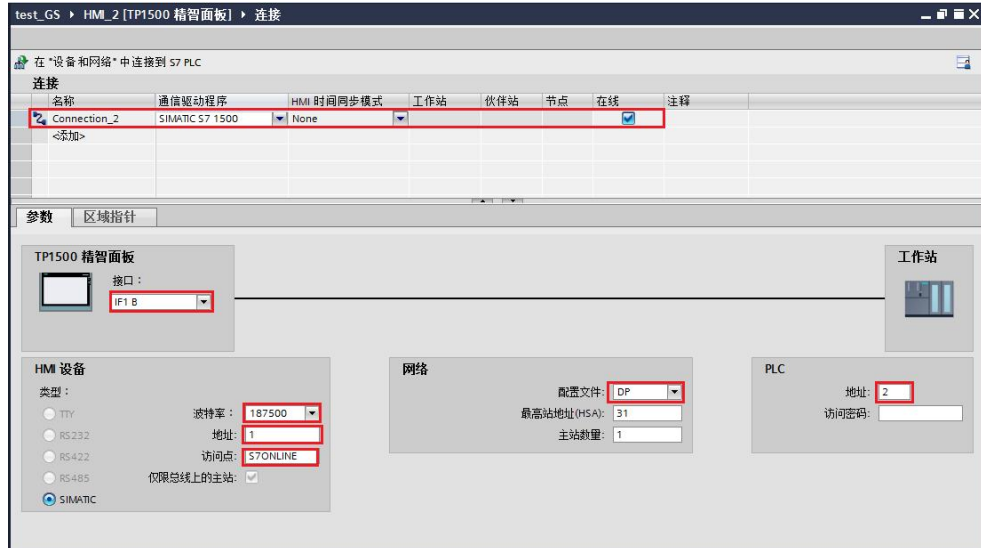 test_GS ▸ HMI_2 [TP1500 精智面板] ▸ 连接
在 "设备和网络" 中连接到 S7 PLC
连接
名称 通信驱动程序 HMI 时间同步模式 工作站 伙伴站 节点 在线 注释
Connection_2 SIMATIC S7 1500 None
<添加>
参数 区域指针
TP1500 精智面板 工作站
接口：
IF1 B
HMI 设备 网络 PLC
类型： 配置文件: DP 地址: 2
TTY 波特率： 187500 最高站地址(HSA): 31 访问密码:
RS232 地址: 1 主站数量: 1
RS422 访问点: S7ONLINE
RS485 仅限总线上的主站:
SIMATIC